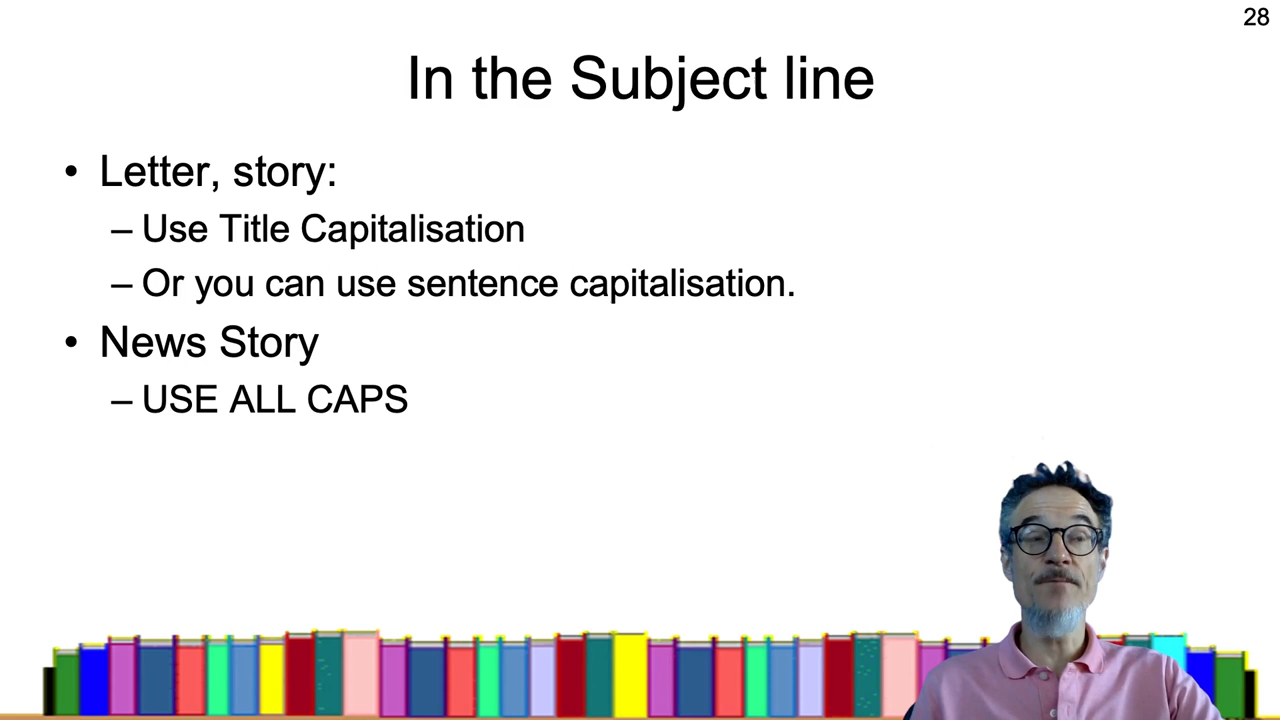 28
In the Subject line
• Letter, story:
– Use Title Capitalisation
– Or you can use sentence capitalisation.
• News Story
– USE ALL CAPS